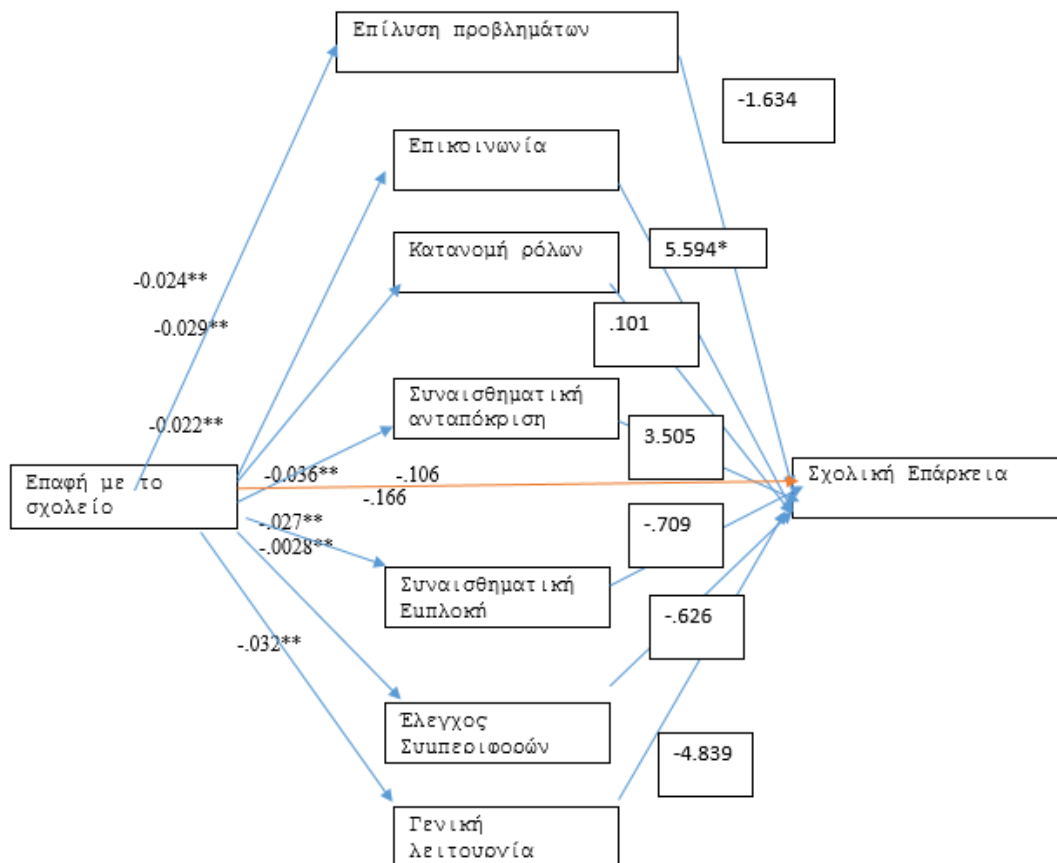 Επίλυση προβλημάτων
-1.634
Επικοινωνία
Κατανομή ρόλων
5.594*
-0.024**
.101
-0.029**
Συναισθηματική
ανταπόκριση
-0.022**
3.505
Επαφή με το
σχολείο
-0.036**
-.106
-.166
Σχολική Επάρκεια
-.027**
-.0028**
-.709
Συναισθηματική
Εμπλοκή
-.032**
-.626
Έλεγχος
Συμπεριφορών
-4.839
Γενική
λειτουργία